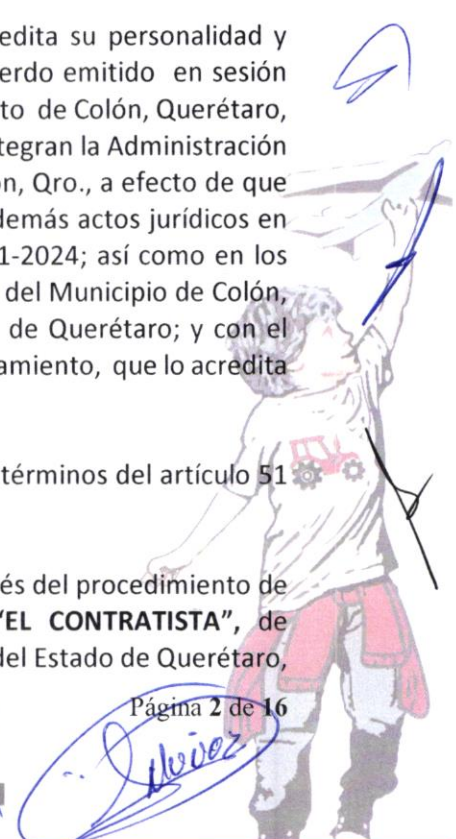 edita su personalidad y
erdo emitido en sesión
to de Colón, Querétaro,
tegran la Administración
n, Qro., a efecto de que
demás actos jurídicos en
1-2024; así como en los
del Municipio de Colón,
de Querétaro; y con el
amiento, que lo acredita
términos del artículo 51
és del procedimiento de
"EL CONTRATISTA", de
del Estado de Querétaro,
Página 2 de 16